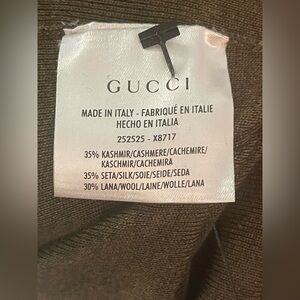 GUCCI
MADE IN ITALY - FABRIQUÉ EN ITALIE
HECHO EN ITALIA
252525 - X8717
35% KASHMIR/CASHMERE/CACHEMIRE/
KASCHMIR/CACHEMIRA
35% SETA/SILK/SOIE/SEIDE/SEDA
30% LANA/WOOL/LAINE/WOLLE/LANA